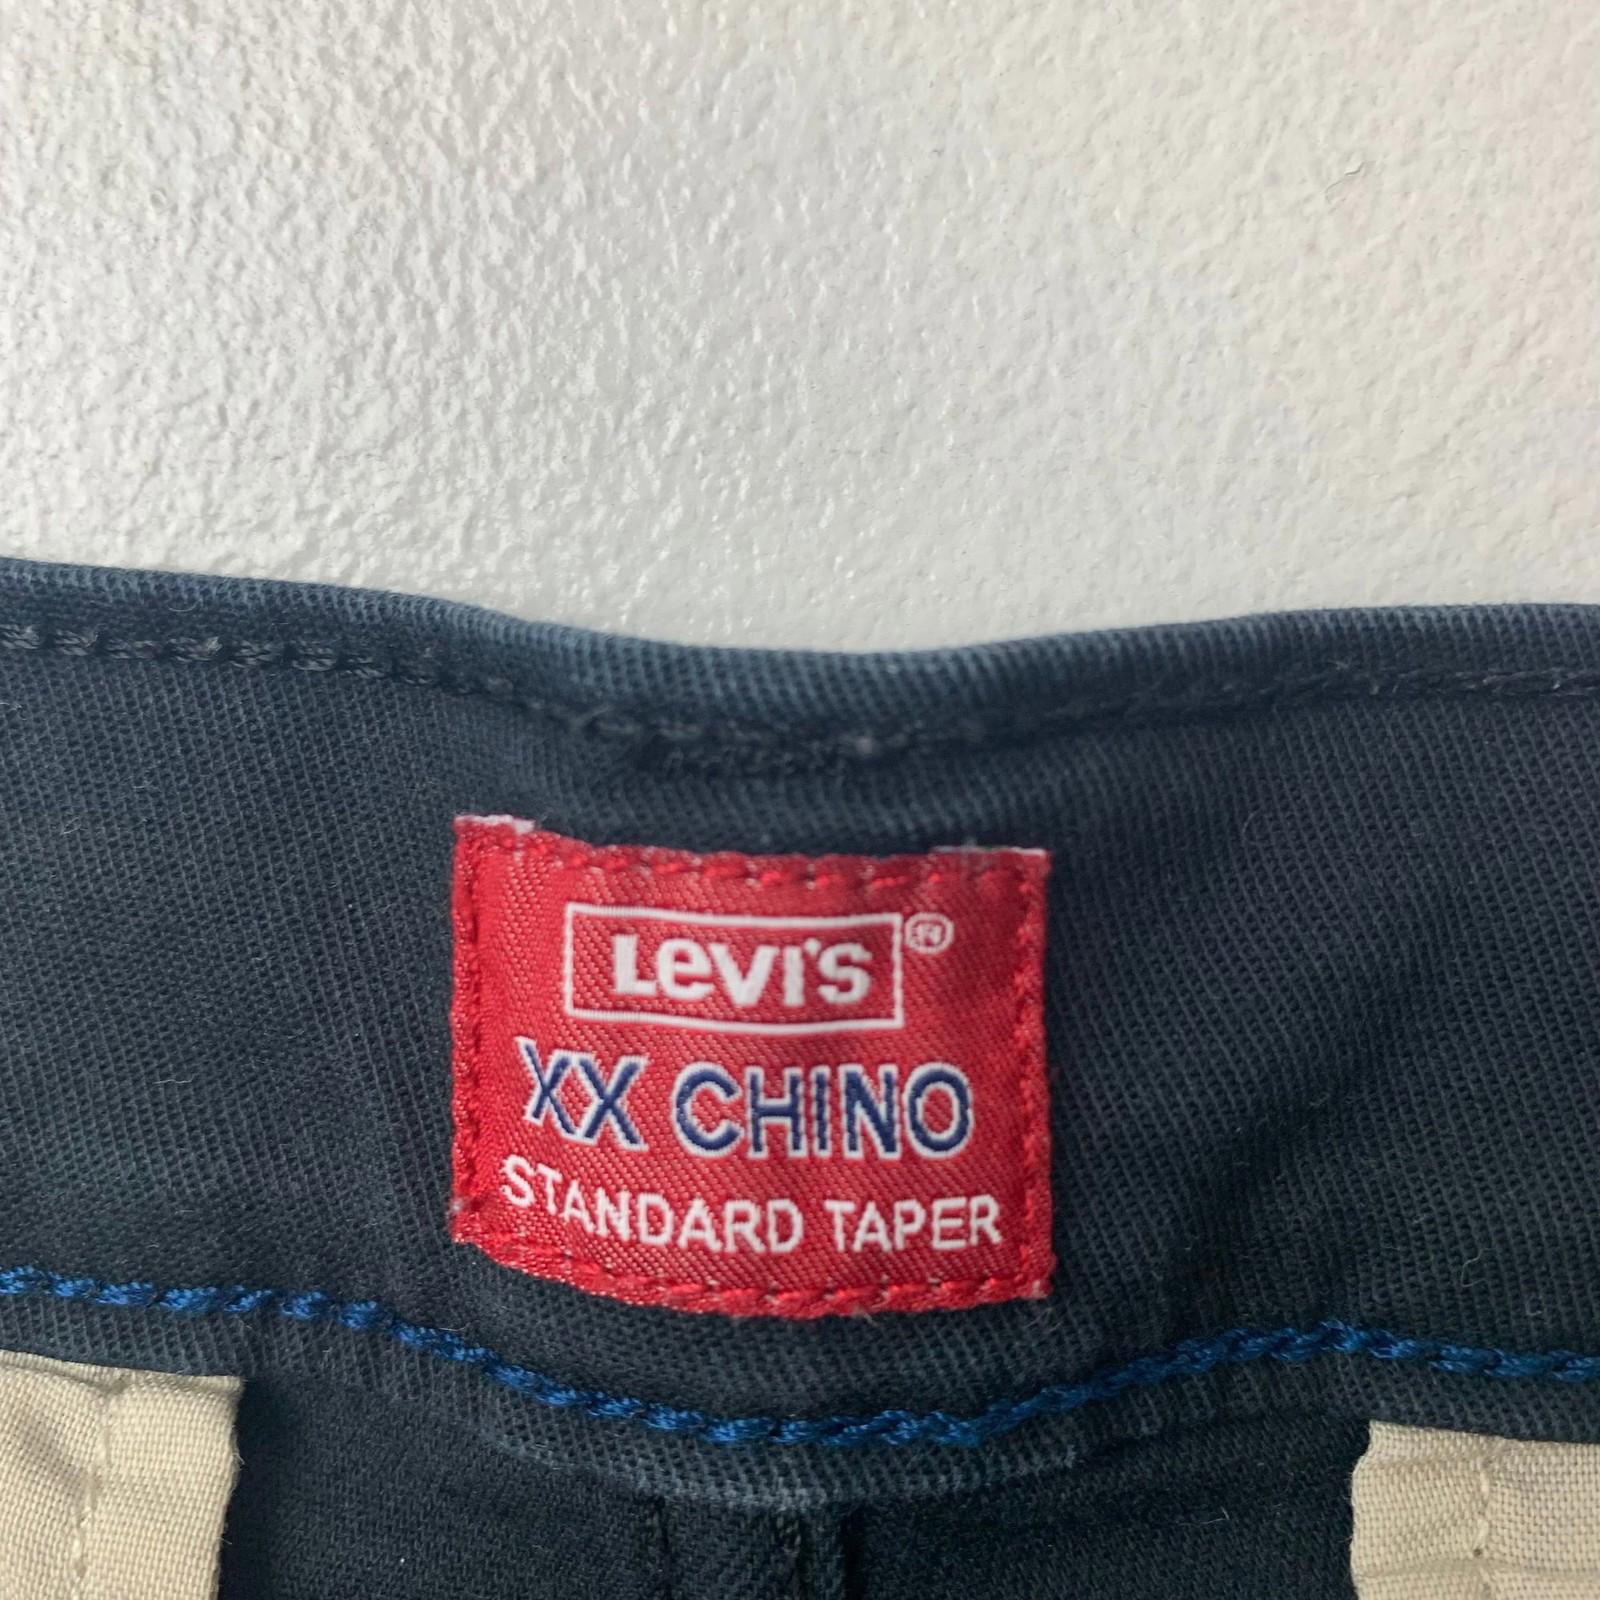 Levi's®
XX CHINO
STANDARD TAPER